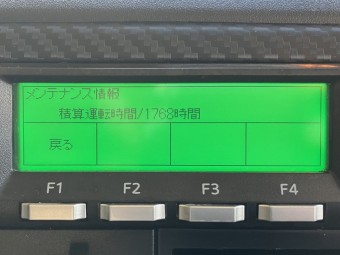 メンテナンス情報
積算運転時間/1768時間
戻る
F1 F2 F3 F4